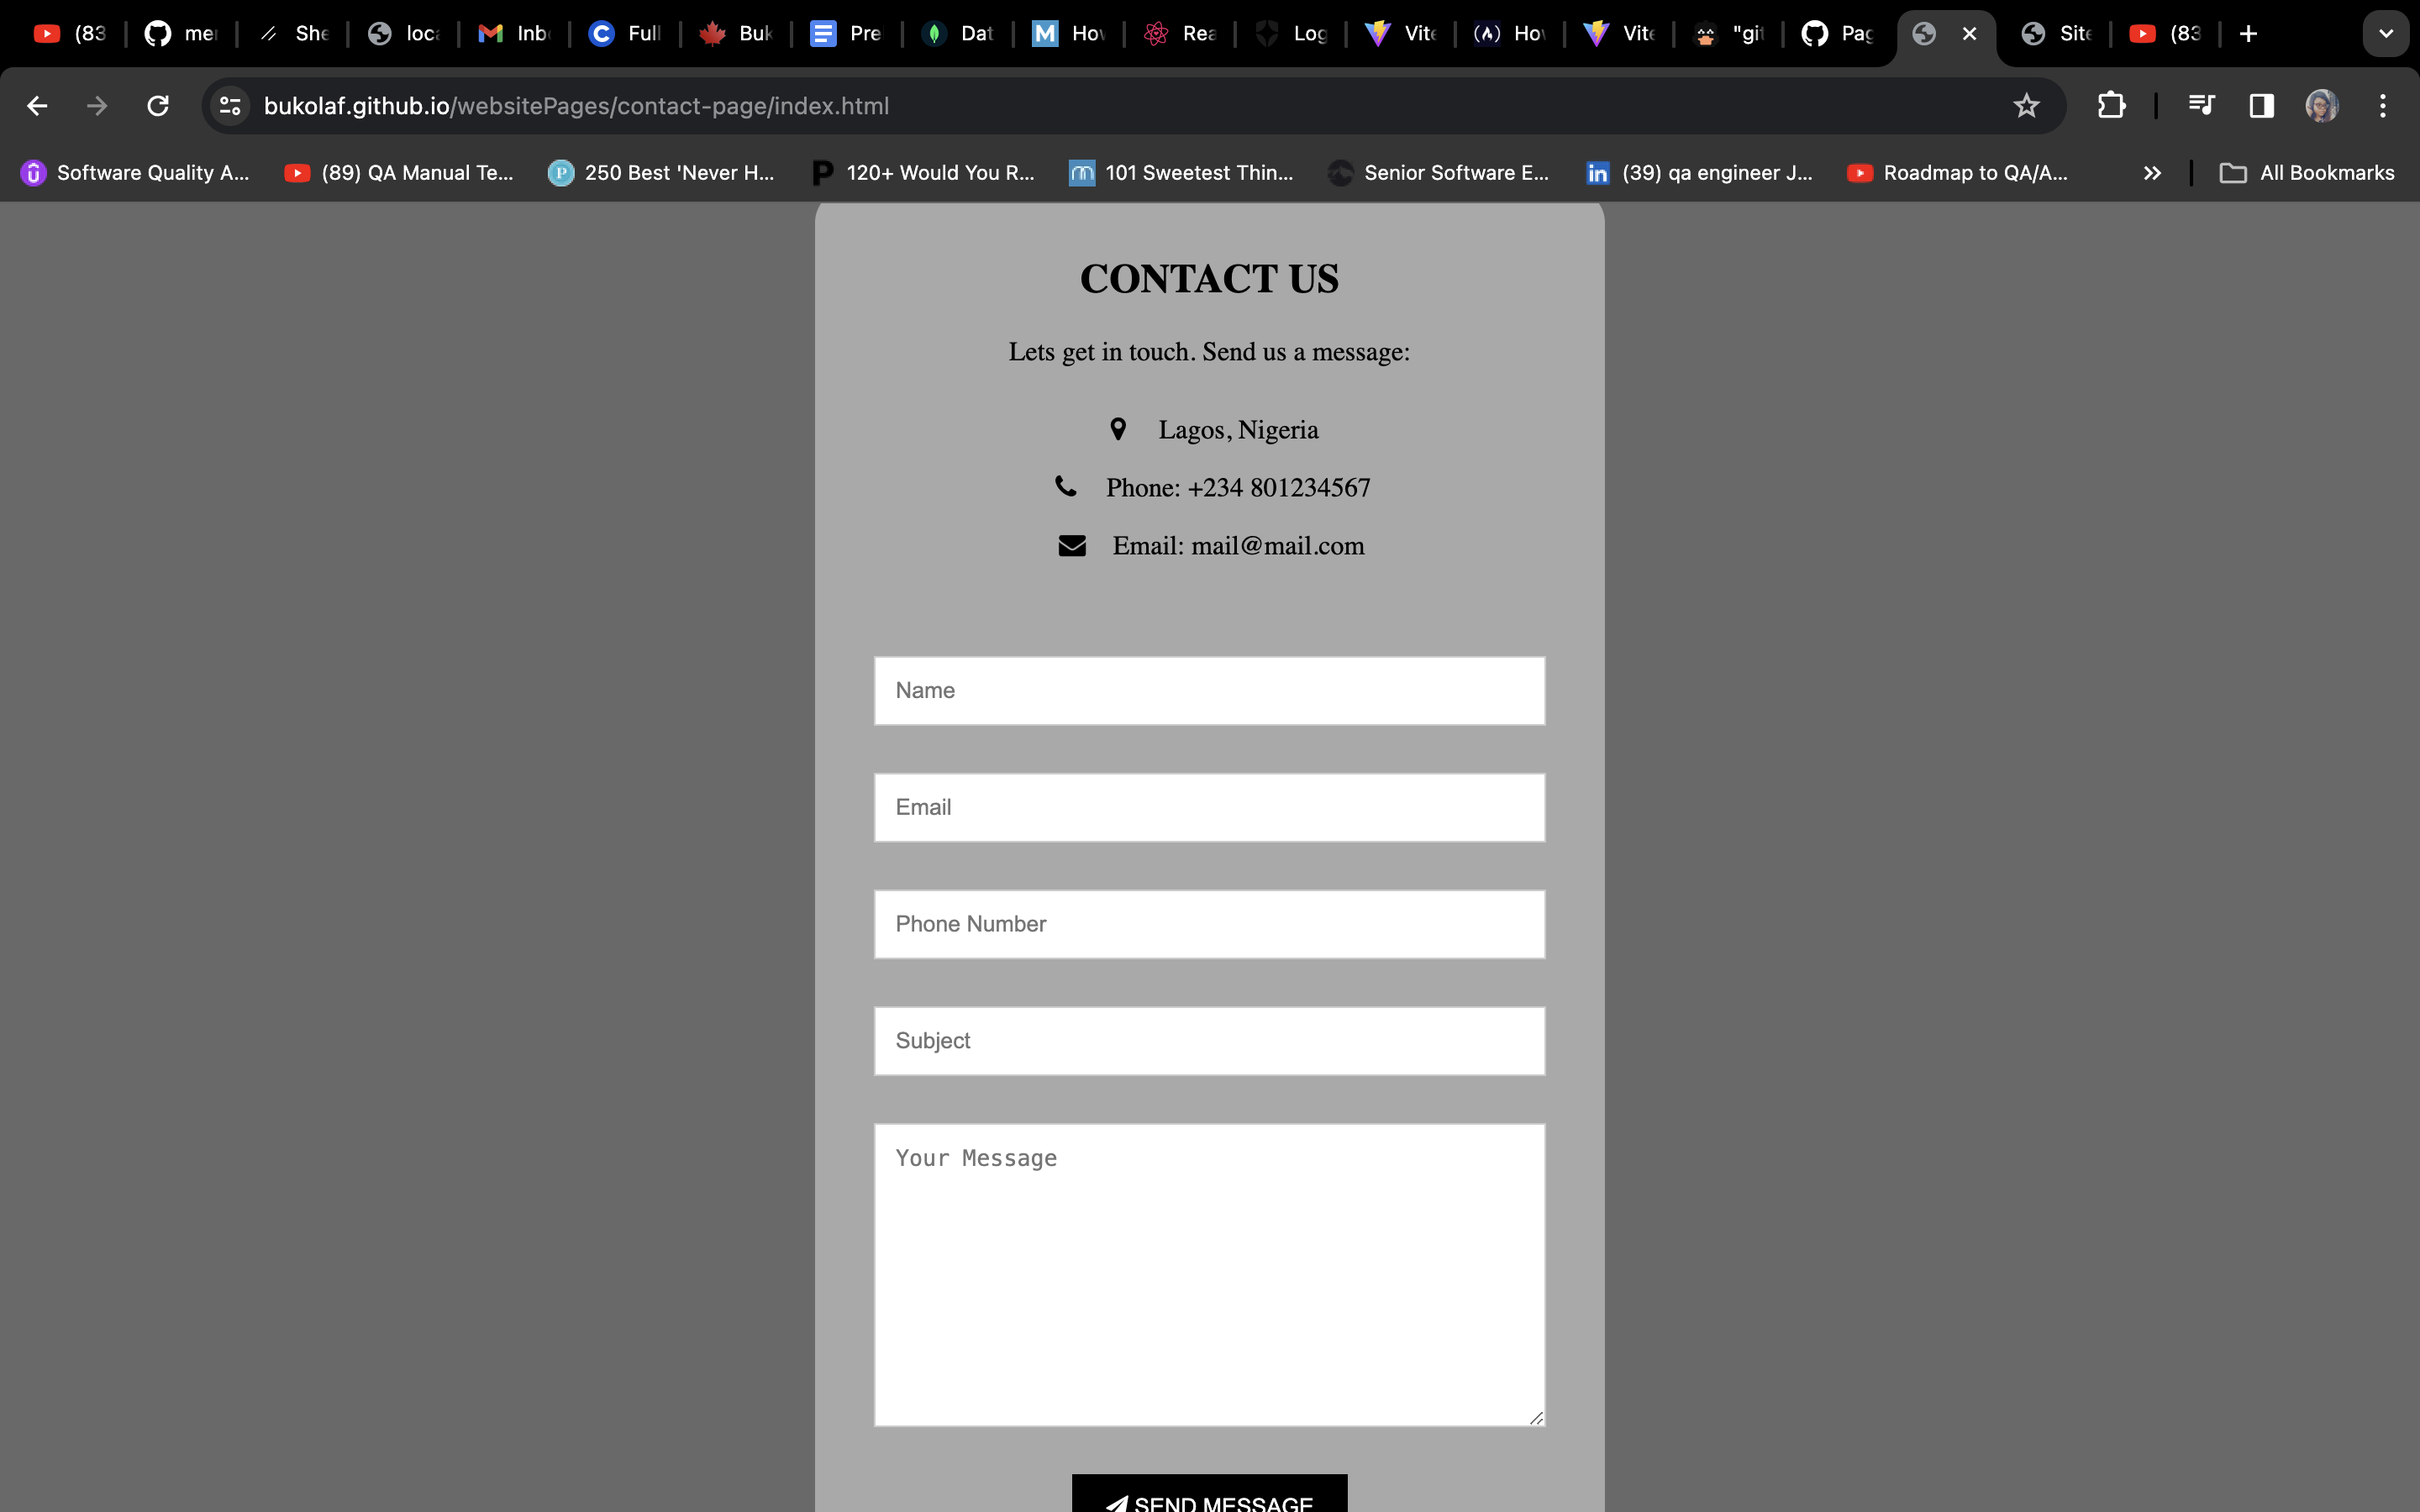 (83 mer She loca Inbo Full Buk Pre Dat How Rea Log Vite How Vite "git Pag Site (83
bukolaf.github.io/websitePages/contact-page/index.html
Software Quality A... (89) QA Manual Te... 250 Best 'Never H... 120+ Would You R... 101 Sweetest Thin... Senior Software E... (39) qa engineer J... Roadmap to QA/A... All Bookmarks
CONTACT US
Lets get in touch. Send us a message:
Lagos, Nigeria
Phone: +234 801234567
Email: mail@mail.com
Name
Email
Phone Number
Subject
Your Message
SEND MESSAGE